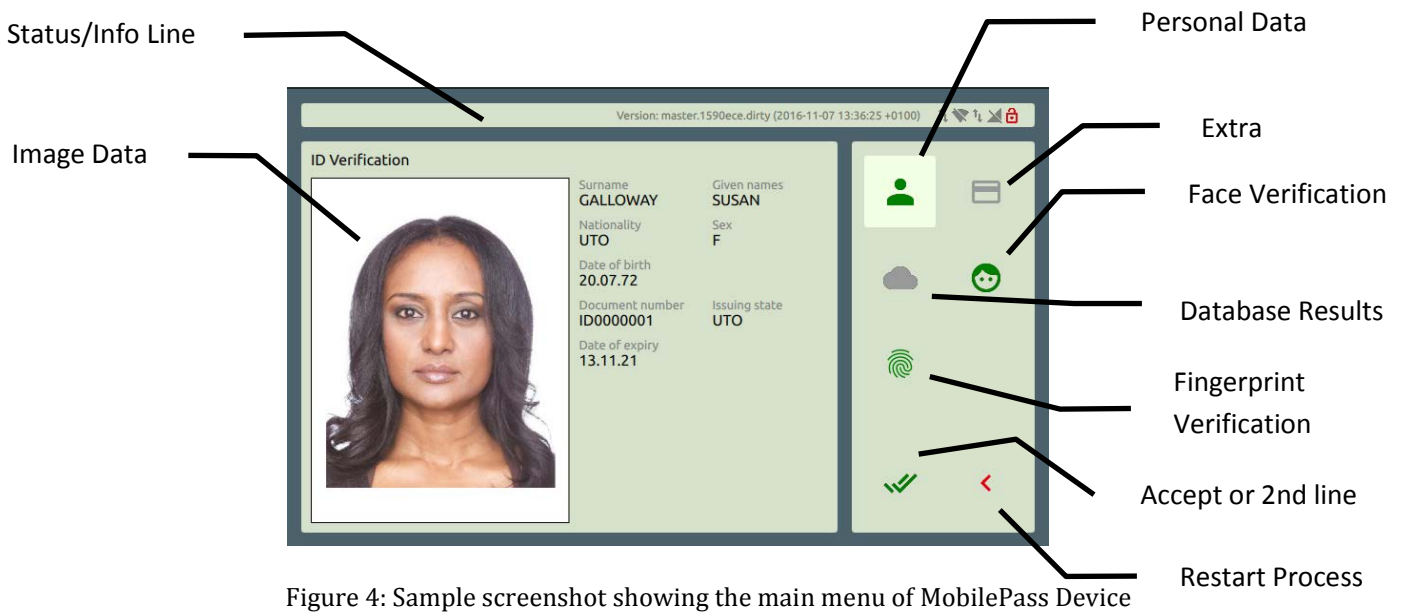 Status/Info Line
Personal Data
Version: master.1590ece.dirty (2016-11-07 13:36:25 +0100)
Extra
Image Data
ID Verification
Face Verification
Surname Given names
GALLOWAY SUSAN
Nationality Sex
UTO F
Date of birth
20.07.72
Document number Issuing state
ID0000001 UTO
Database Results
Date of expiry
13.11.21
Fingerprint
Verification
Accept or 2nd line
Restart Process
Figure 4: Sample screenshot showing the main menu of MobilePass Device